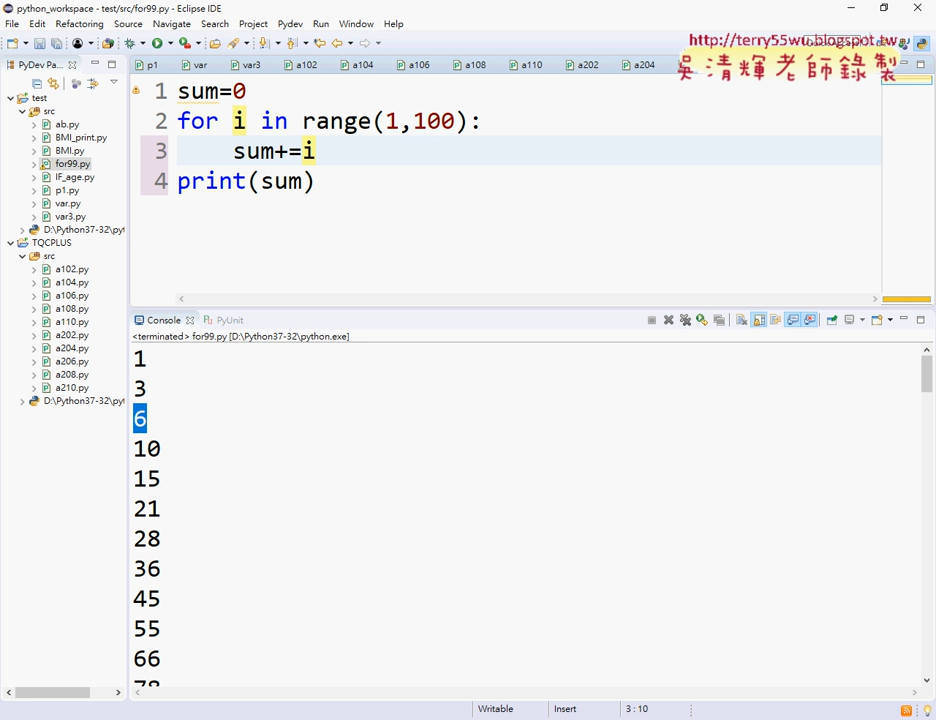 python_workspace - test/src/for99.py - Eclipse IDE
File Edit Refactoring Source Navigate Search Project Pydev Run Window Help
http://terry55wu.blogspot.tw
吳清輝老師錄製
PyDev Pa...
p1 var var3 a102 a104 a106 a108 a110 a202 a204
test
src
ab.py
BMI_print.py
BMI.py
for99.py
IF_age.py
p1.py
var.py
var3.py
D:\Python37-32\pyt
TQCPLUS
src
a102.py
a104.py
a106.py
a108.py
a110.py
a202.py
a204.py
a206.py
a208.py
a210.py
D:\Python37-32\pyt
1 sum=0
2 for i in range(1,100):
3 sum+=i
4 print(sum)
Console PyUnit
<terminated> for99.py [D:\Python37-32\python.exe]
1
3
6
10
15
21
28
36
45
55
66
78
Writable Insert 3 : 10